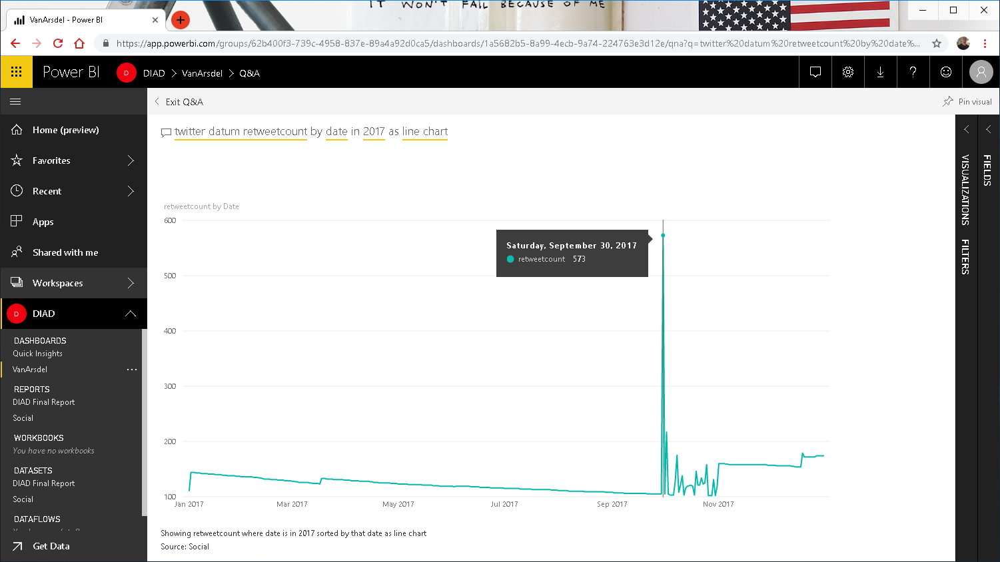 IT WON'T FAIL BECAUSE OF ME
VanArsdel - Power BI
https://app.powerbi.com/groups/62b400f3-739c-4958-837e-89a4a92d0ca5/dashboards/1a5682b5-8a99-4ecb-9a74-224763e3d12e/qna?q=twitter%20datum%20retweetcount%20by%20date%...
Power BI
D
DIAD
VanArsdel
Q&A
?
Exit Q&A
Pin visual
Home (preview)
Favorites
Recent
Apps
Shared with me
Workspaces
D
DIAD
DASHBOARDS
Quick Insights
VanArsdel
...
REPORTS
DIAD Final Report
Social
WORKBOOKS
You have no workbooks
DATASETS
DIAD Final Report
Social
DATAFLOWS
Get Data
twitter datum retweetcount by date in 2017 as line chart
retweetcount by Date
600
500
400
300
200
100
Saturday, September 30, 2017
retweetcount 573
Jan 2017
Mar 2017
May 2017
Jul 2017
Sep 2017
Nov 2017
Showing retweetcount where date is in 2017 sorted by that date as line chart
Source: Social
VISUALIZATIONS
FILTERS
FIELDS